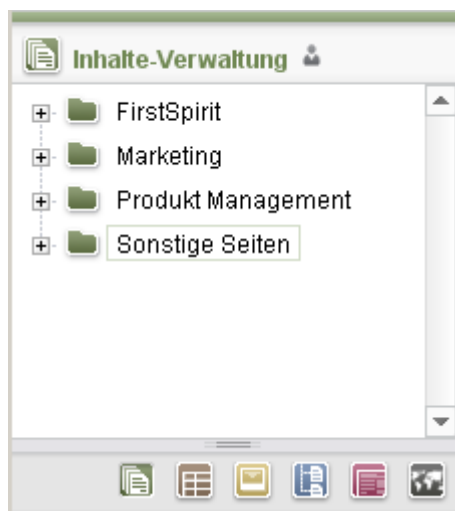 Inhalte-Verwaltung
FirstSpirit
Marketing
Produkt Management
Sonstige Seiten